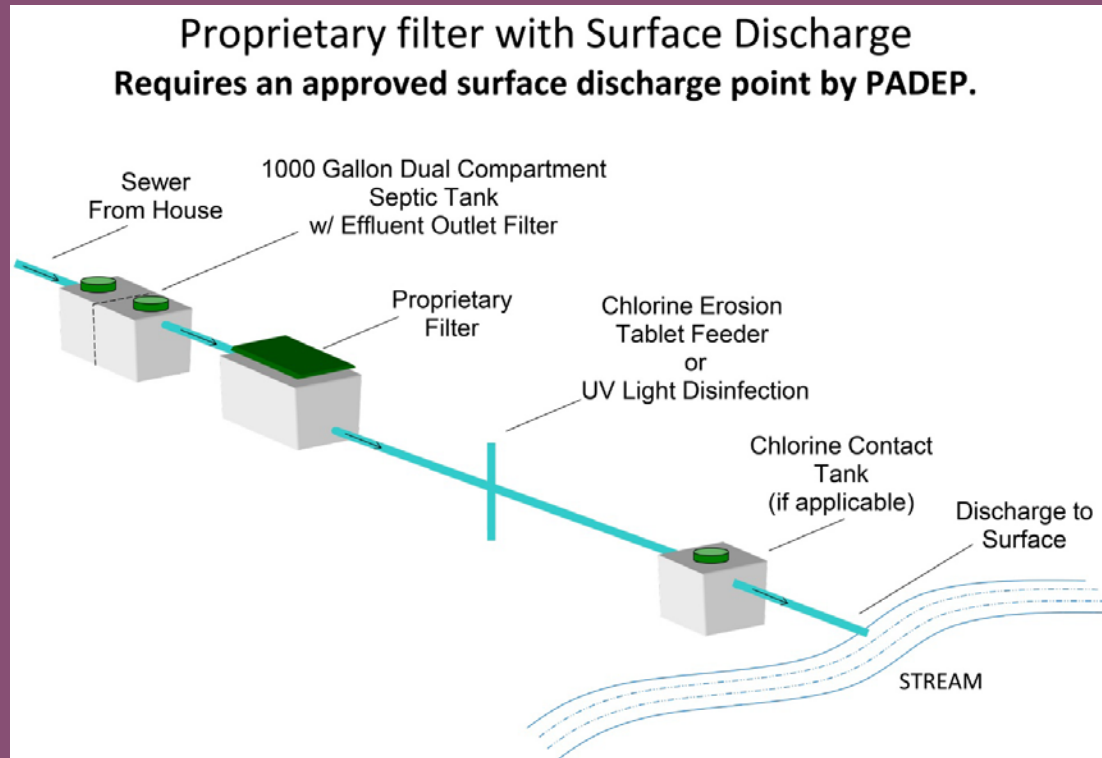 Proprietary filter with Surface Discharge
Requires an approved surface discharge point by PADEP.
Sewer
From House
1000 Gallon Dual Compartment
Septic Tank
w/ Effluent Outlet Filter
Proprietary
Filter
Chlorine Erosion
Tablet Feeder
or
UV Light Disinfection
Chlorine Contact
Tank
(if applicable)
Discharge to
Surface
STREAM